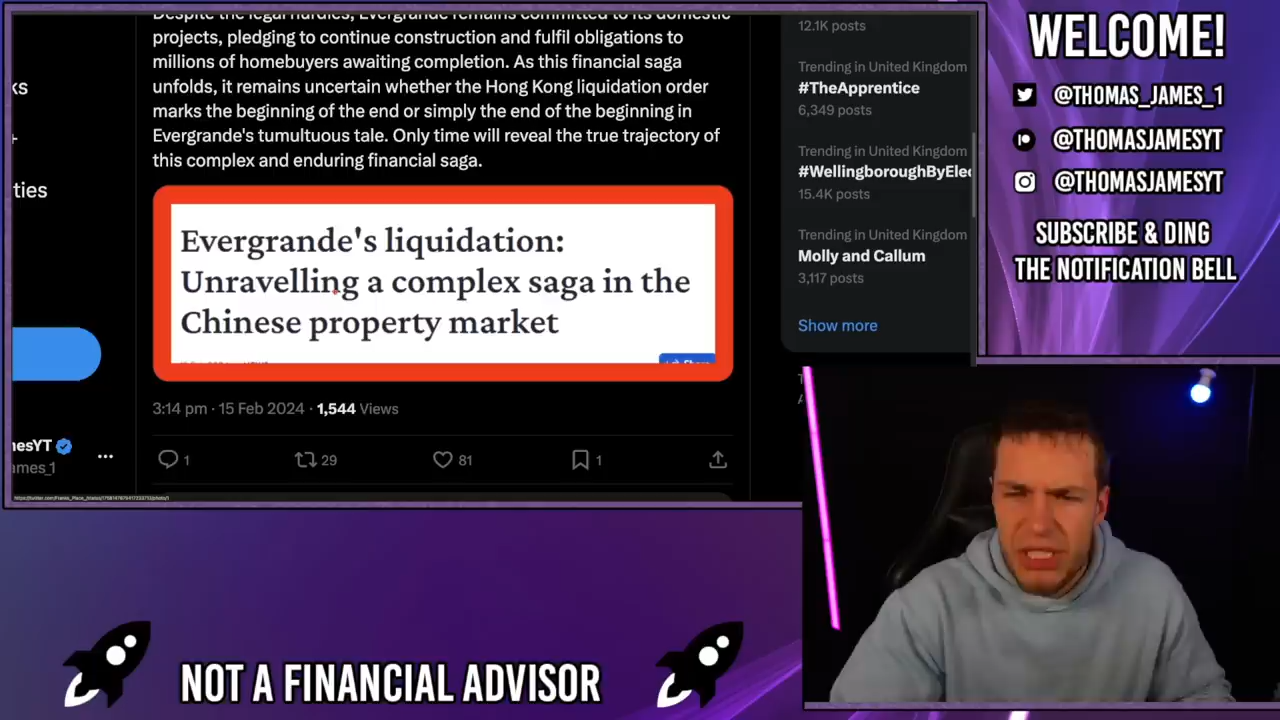 Despite the legal hurdles, Evergrande remains committed to its domestic
projects, pledging to continue construction and fulfil obligations to
millions of homebuyers awaiting completion. As this financial saga
unfolds, it remains uncertain whether the Hong Kong liquidation order
marks the beginning of the end or simply the end of the beginning in
Evergrande's tumultuous tale. Only time will reveal the true trajectory of
this complex and enduring financial saga.
Evergrande's liquidation:
Unravelling a complex saga in the
Chinese property market
3:14 pm · 15 Feb 2024 · 1,544 Views
1 29 81 1
ks
ties
esYT
ames_1
12.1K posts
Trending in United Kingdom
#TheApprentice
6,349 posts
Trending in United Kingdom
#WellingboroughByElec
15.4K posts
Trending in United Kingdom
Molly and Callum
3,117 posts
Show more
WELCOME!
@THOMAS_JAMES_1
@THOMASJAMESYT
@THOMASJAMESYT
SUBSCRIBE & DING
THE NOTIFICATION BELL
NOT A FINANCIAL ADVISOR